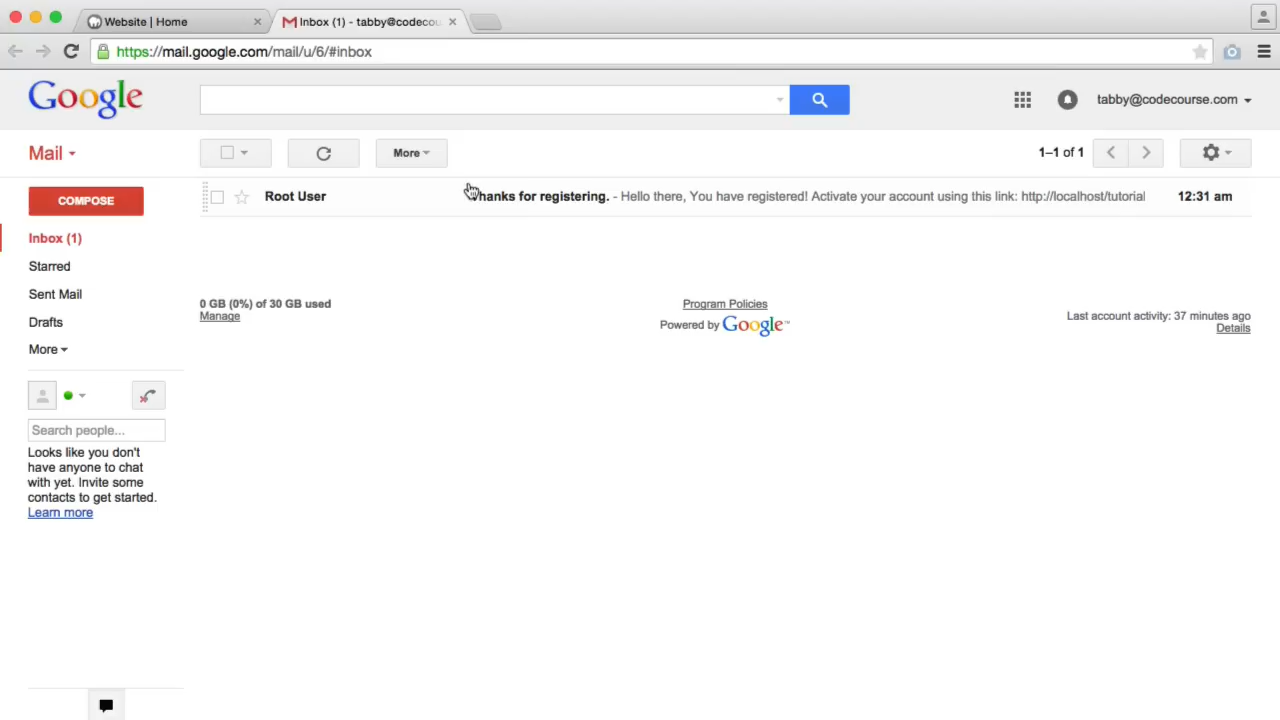 Website | Home
Inbox (1) - tabby@codecou
https://mail.google.com/mail/u/6/#inbox
Google
tabby@codecourse.com
Mail
More
1–1 of 1
COMPOSE
Root User
Thanks for registering. - Hello there, You have registered! Activate your account using this link: http://localhost/tutorial
12:31 am
Inbox (1)
Starred
Sent Mail
Drafts
More
0 GB (0%) of 30 GB used
Manage
Program Policies
Powered by Google™
Last account activity: 37 minutes ago
Details
Search people...
Looks like you don't
have anyone to chat
with yet. Invite some
contacts to get started.
Learn more